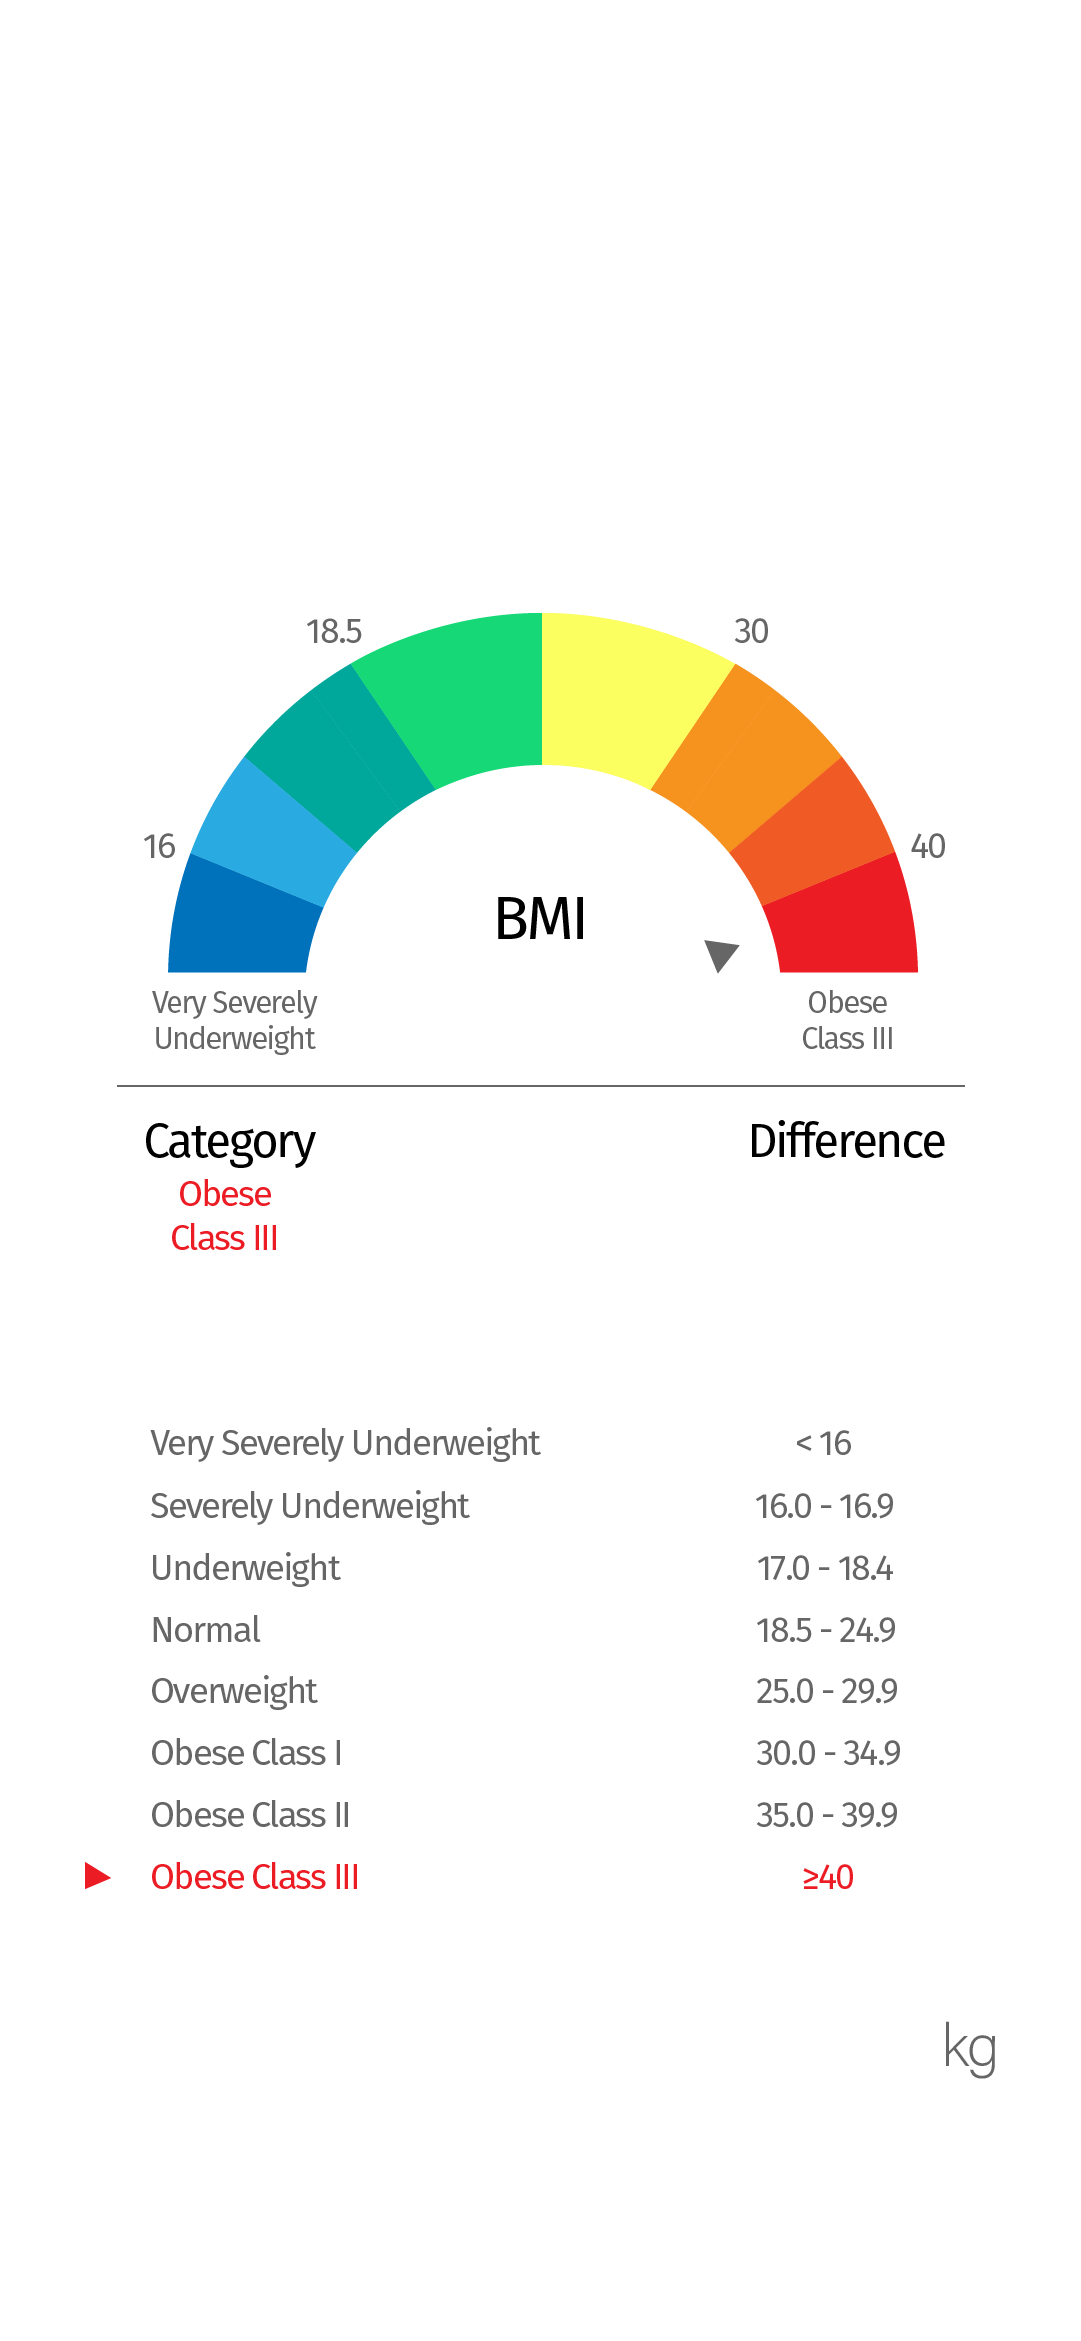 18.5
30
16
40
BMI
Very Severely
Underweight
Obese
Class III
Category
Difference
Obese
Class III
Very Severely Underweight < 16
Severely Underweight 16.0 - 16.9
Underweight 17.0 - 18.4
Normal 18.5 - 24.9
Overweight 25.0 - 29.9
Obese Class I 30.0 - 34.9
Obese Class II 35.0 - 39.9
Obese Class III ≥40
kg